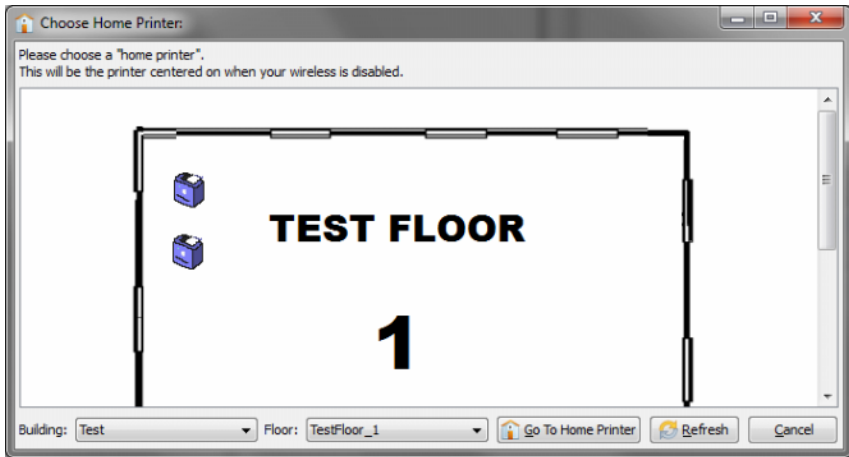 Choose Home Printer:
Please choose a "home printer".
This will be the printer centered on when your wireless is disabled.
TEST FLOOR
1
Building: Test Floor: TestFloor_1 Go To Home Printer Refresh Cancel